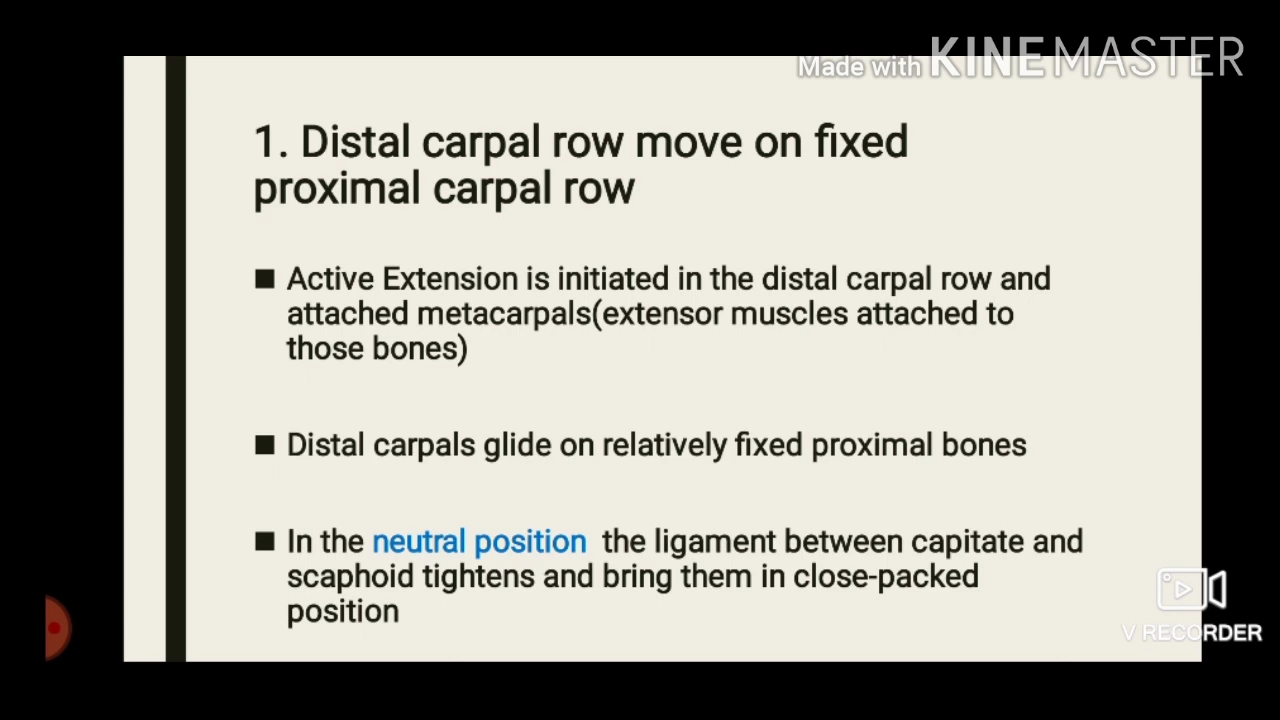 Made with KINEMASTER
1. Distal carpal row move on fixed
proximal carpal row
■ Active Extension is initiated in the distal carpal row and
attached metacarpals(extensor muscles attached to
those bones)
■ Distal carpals glide on relatively fixed proximal bones
■ In the neutral position the ligament between capitate and
scaphoid tightens and bring them in close-packed
position
V RECORDER